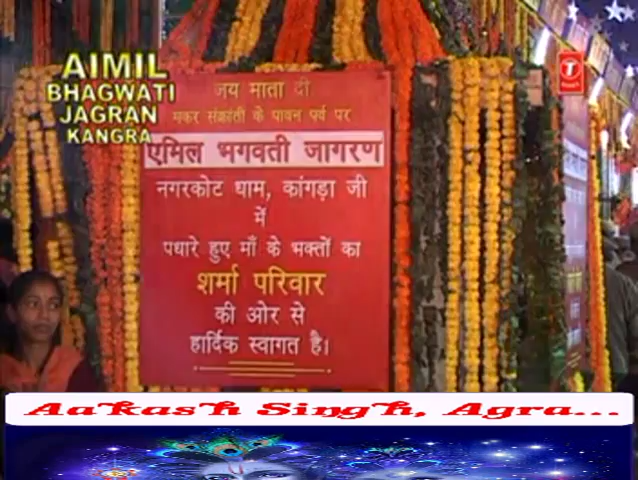 AIMIL
BHAGWATI
JAGRAN
KANGRA
T
जय माता दी
मकर संक्रांति के पावन पर्व पर
एमिल भगवती जागरण
नगरकोट धाम, कांगड़ा जी
में
पधारे हुए माँ के भक्तों का
शर्मा परिवार
की ओर से
हार्दिक स्वागत है।
Aakash Singh, Agra...